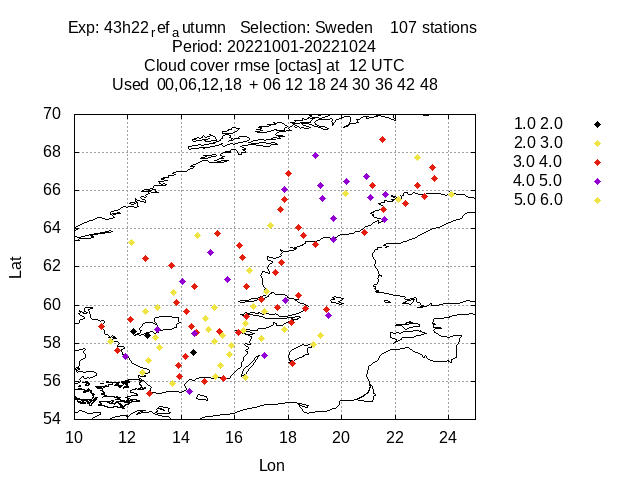 Exp: 43h22ref_autumn Selection: Sweden 107 stations
Period: 20221001-20221024
Cloud cover rmse [octas] at 12 UTC
Used 00,06,12,18 + 06 12 18 24 30 36 42 48
70
68
66
64
62
60
58
56
54
Lat
10 12 14 16 18 20 22 24
Lon
1.0 2.0
2.0 3.0
3.0 4.0
4.0 5.0
5.0 6.0